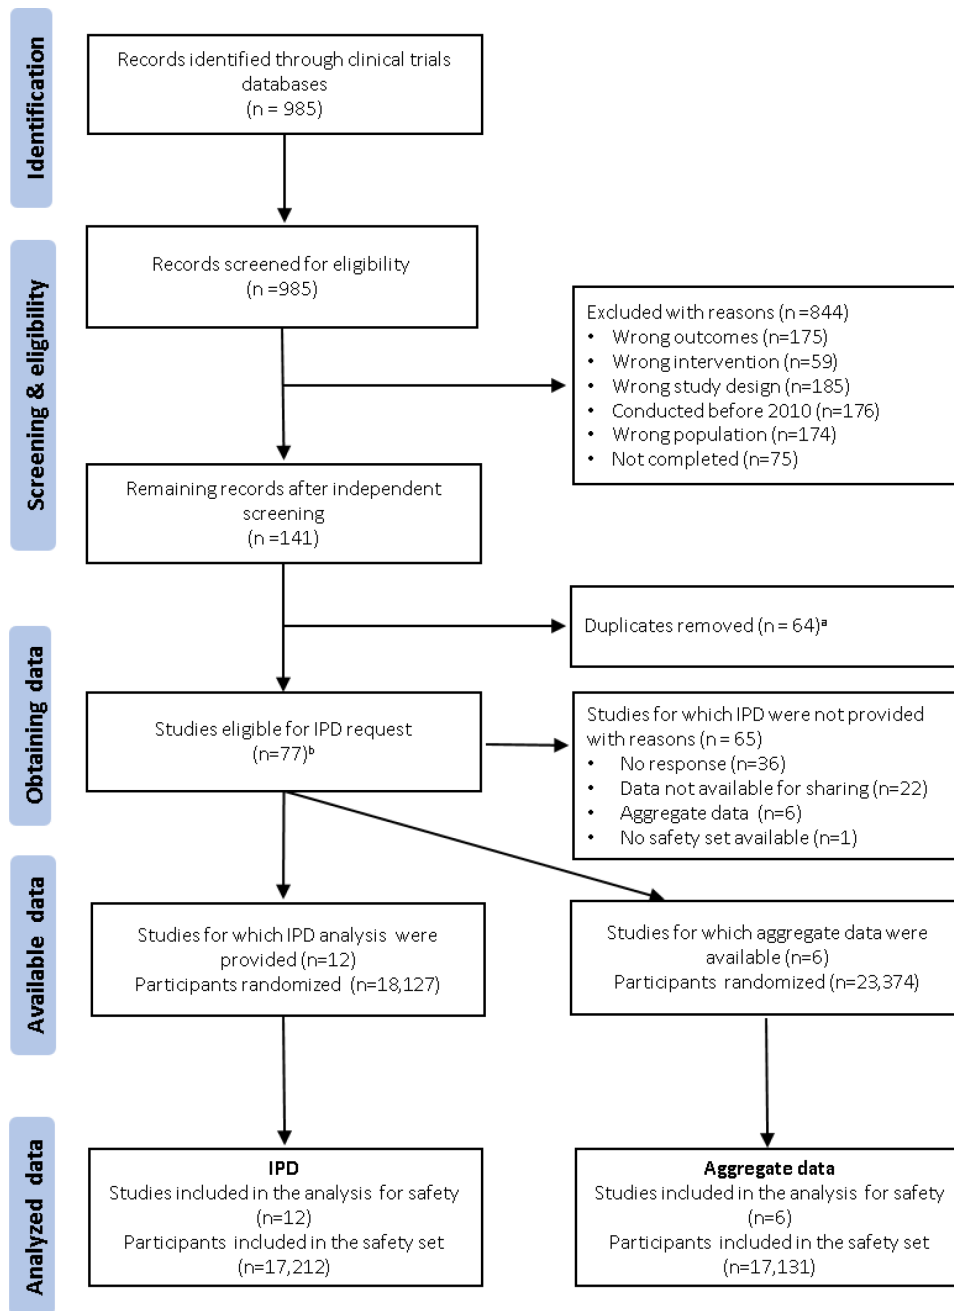 Identification
Records identified through clinical trials
databases
(n = 985)
Screening & eligibility
Records screened for eligibility
(n =985)
Excluded with reasons (n =844)
• Wrong outcomes (n=175)
• Wrong intervention (n=59)
• Wrong study design (n=185)
• Conducted before 2010 (n=176)
• Wrong population (n=174)
• Not completed (n=75)
Remaining records after independent
screening
(n =141)
Obtaining data
Duplicates removed (n = 64)ᵃ
Studies eligible for IPD request
(n=77)ᵇ
Studies for which IPD were not provided
with reasons (n = 65)
• No response (n=36)
• Data not available for sharing (n=22)
• Aggregate data (n=6)
• No safety set available (n=1)
Available data
Studies for which IPD analysis were
provided (n=12)
Participants randomized (n=18,127)
Studies for which aggregate data were
available (n=6)
Participants randomized (n=23,374)
Analyzed data
IPD
Studies included in the analysis for safety
(n=12)
Participants included in the safety set
(n=17,212)
Aggregate data
Studies included in the analysis for safety
(n=6)
Participants included in the safety set
(n=17,131)